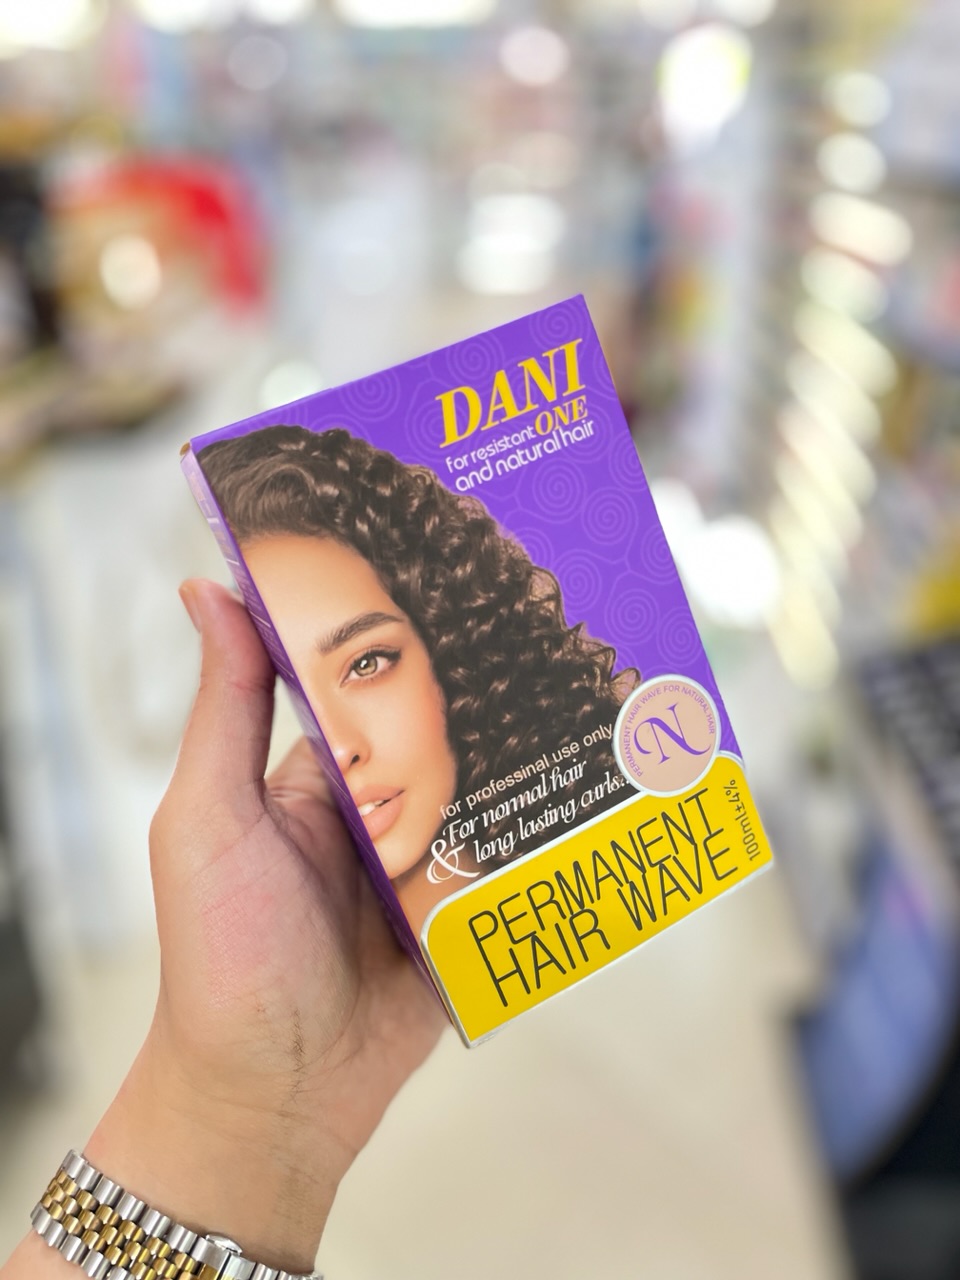 DANI
ONE
For resistant
and natural hair
PERMANENT HAIR WAVE FOR NATURAL HAIR
N
for professinal use only
&For normal hair
long lasting curls.
PERMANENT
HAIR WAVE
100ml±4%